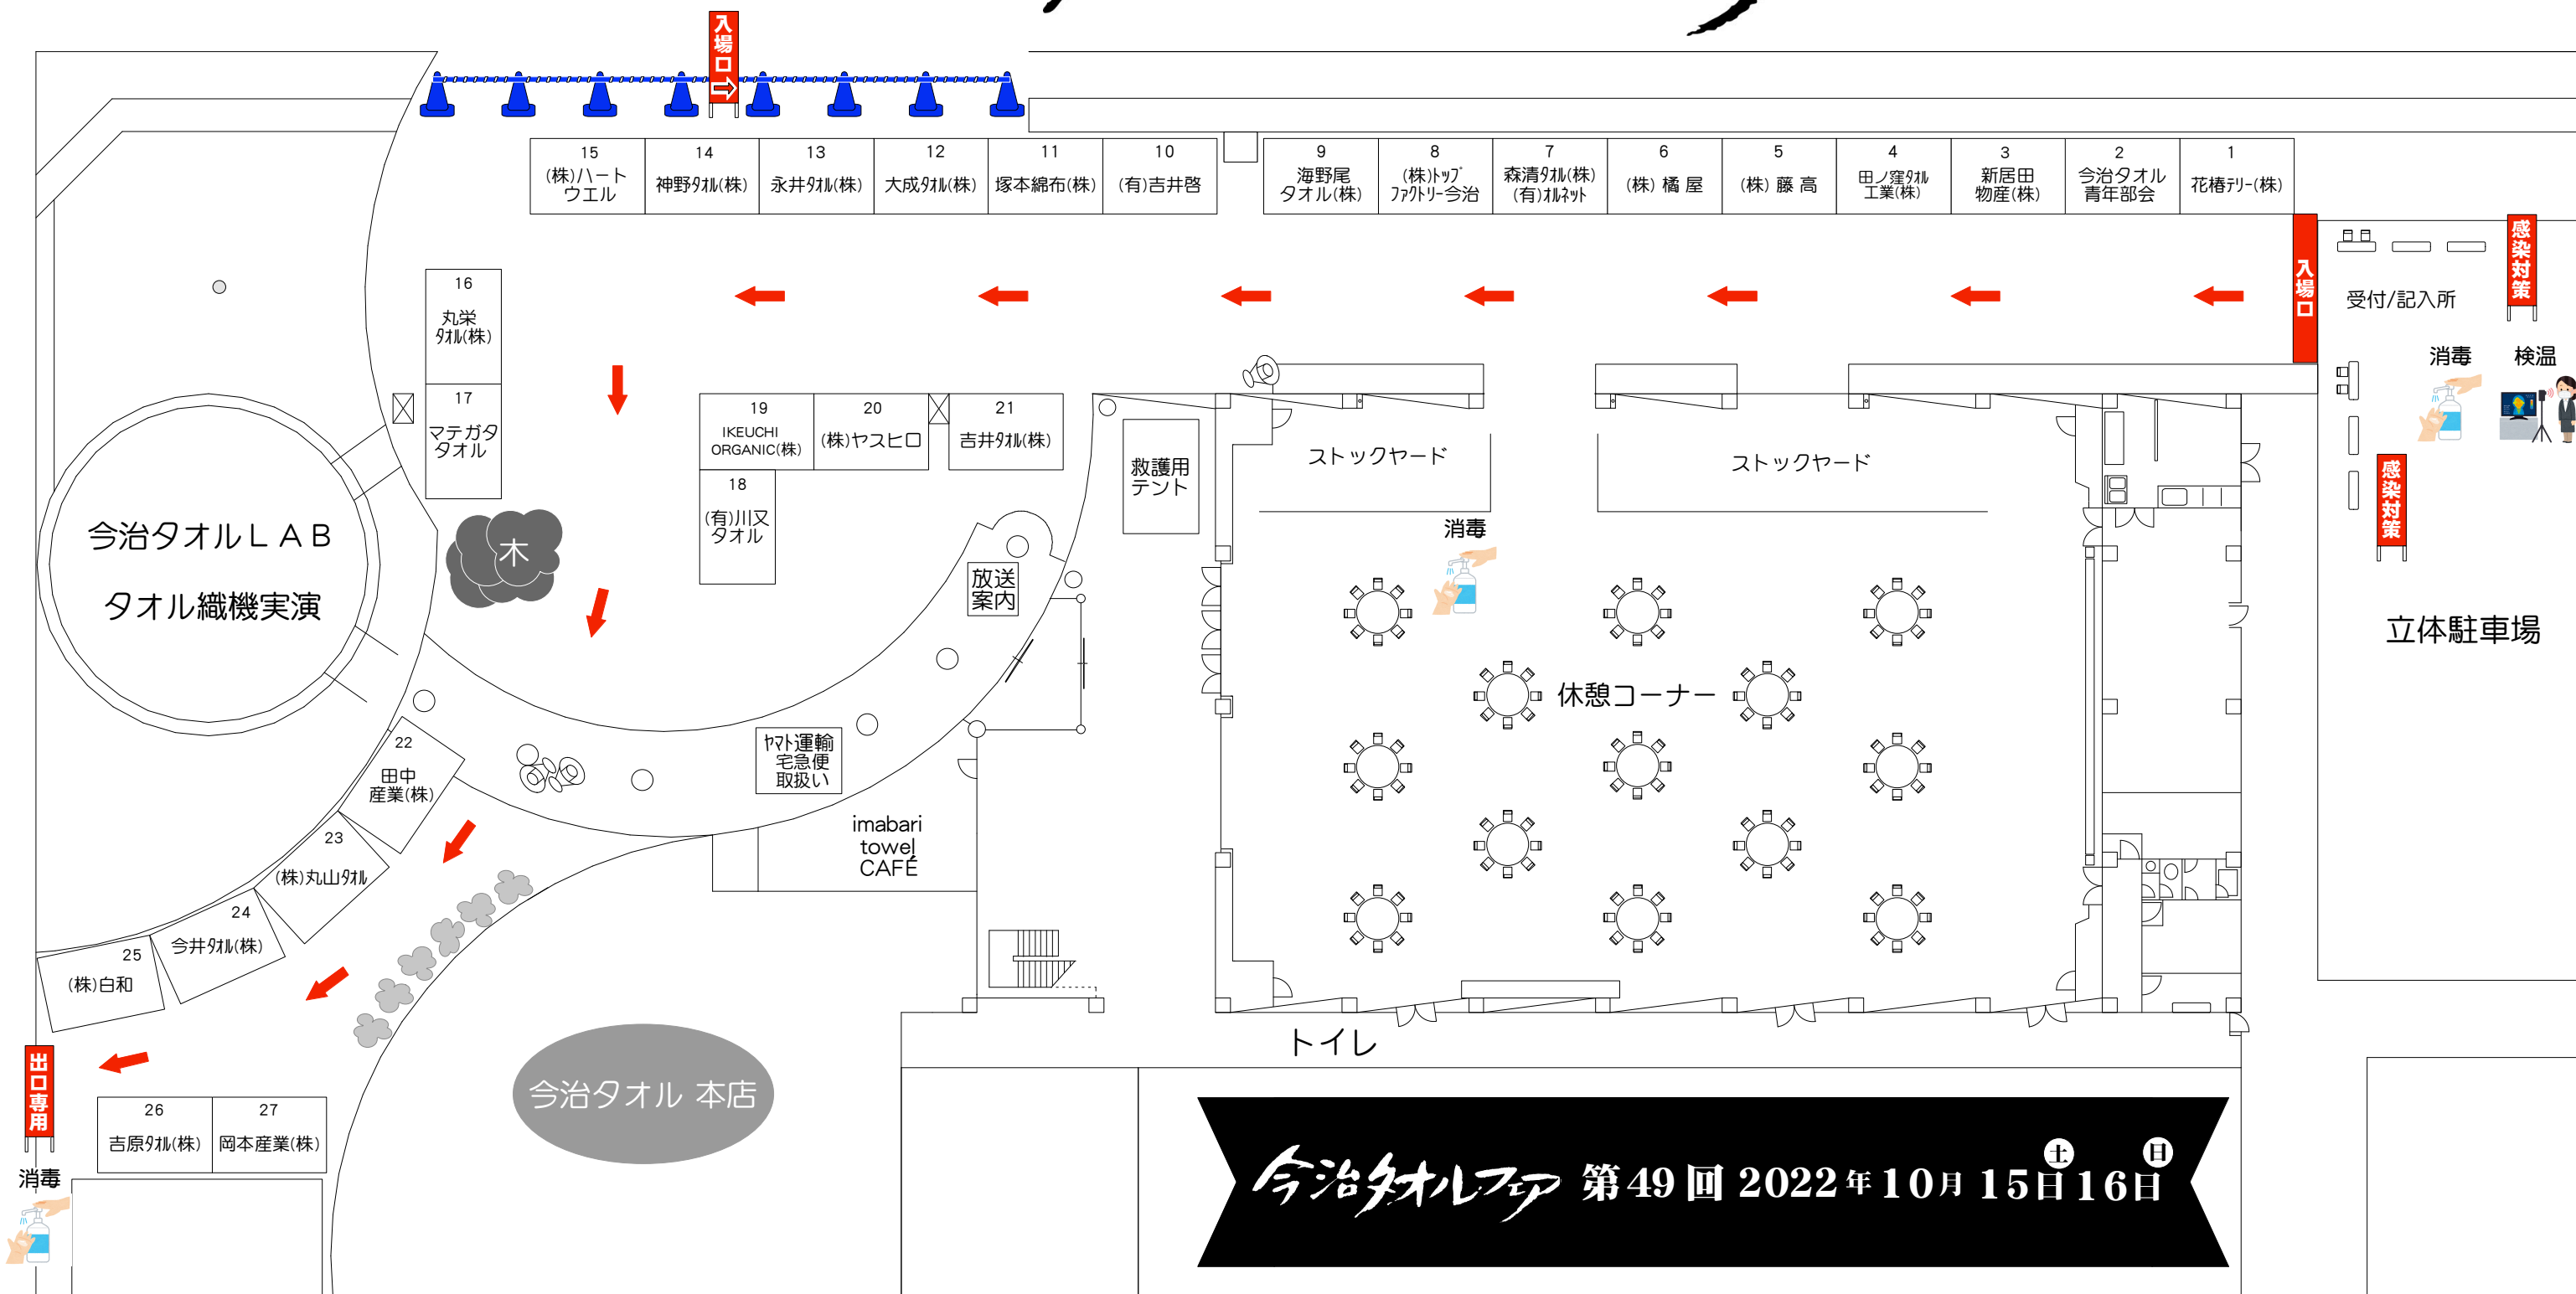 入場口
15
(株)ハート
ウエル
14
神野ﾀｵﾙ(株)
13
永井ﾀｵﾙ(株)
12
大成ﾀｵﾙ(株)
11
塚本綿布(株)
10
(有)吉井啓
9
海野尾
タオル(株)
8
(株)ﾄｯﾌﾟ
ﾌｧｸﾄﾘｰ今治
7
森清ﾀｵﾙ(株)
(有)ｵﾙﾈｯﾄ
6
(株) 橘 屋
5
(株) 藤 高
4
田ノ窪ﾀｵﾙ
工業(株)
3
新居田
物産(株)
2
今治タオル
青年部会
1
花椿ﾃﾘｰ(株)
入場口
受付/記入所
感染対策
消毒
検温
感染対策
立体駐車場
16
丸栄
ﾀｵﾙ(株)
17
マテガタ
タオル
19
IKEUCHI
ORGANIC(株)
20
(株)ヤスヒロ
21
吉井ﾀｵﾙ(株)
18
(有)川又
タオル
救護用
テント
ストックヤード
ストックヤード
消毒
休憩コーナー
今治タオルＬＡＢ
タオル織機実演
木
放送
案内
ﾔﾏﾄ運輸
宅急便
取扱い
imabari
towel
CAFÉ
22
田中
産業(株)
23
(株)丸山ﾀｵﾙ
24
今井ﾀｵﾙ(株)
25
(株)白和
出口専用
消毒
26
吉原ﾀｵﾙ(株)
27
岡本産業(株)
今治タオル 本店
トイレ
今治タオルフェア 第49回 2022年10月15日土16日日